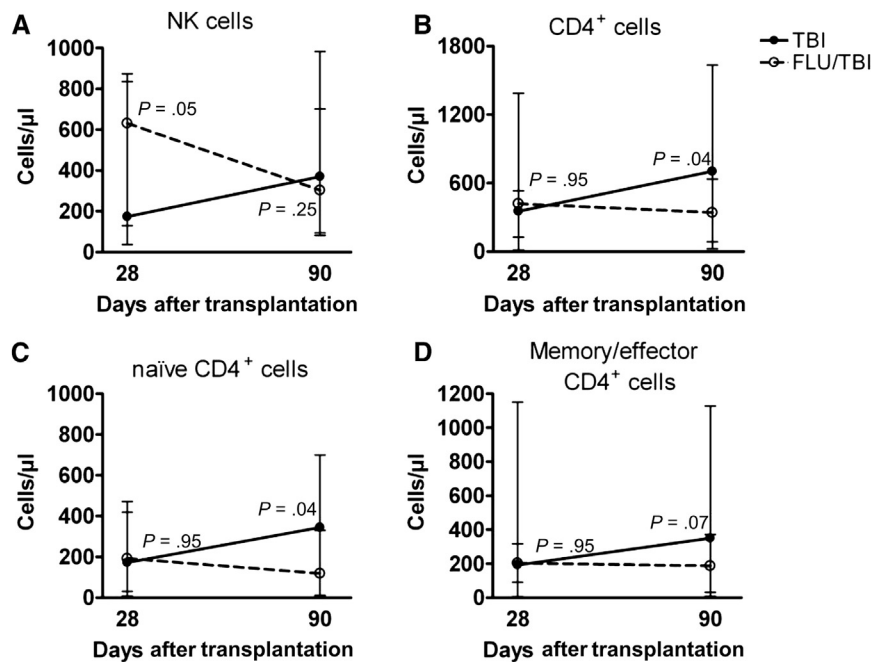 A
NK cells
1000
800
600
400
200
0
Cells/µl
P = .05
P = .25
28
90
Days after transplantation
B
CD4+ cells
1800
1200
600
0
Cells/µl
P = .95
P = .04
28
90
Days after transplantation
TBI
FLU/TBI
C
naïve CD4+ cells
1000
800
600
400
200
0
Cells/µl
P = .95
P = .04
28
90
Days after transplantation
D
Memory/effector
CD4+ cells
1200
1000
800
600
400
200
0
Cells/µl
P = .95
P = .07
28
90
Days after transplantation